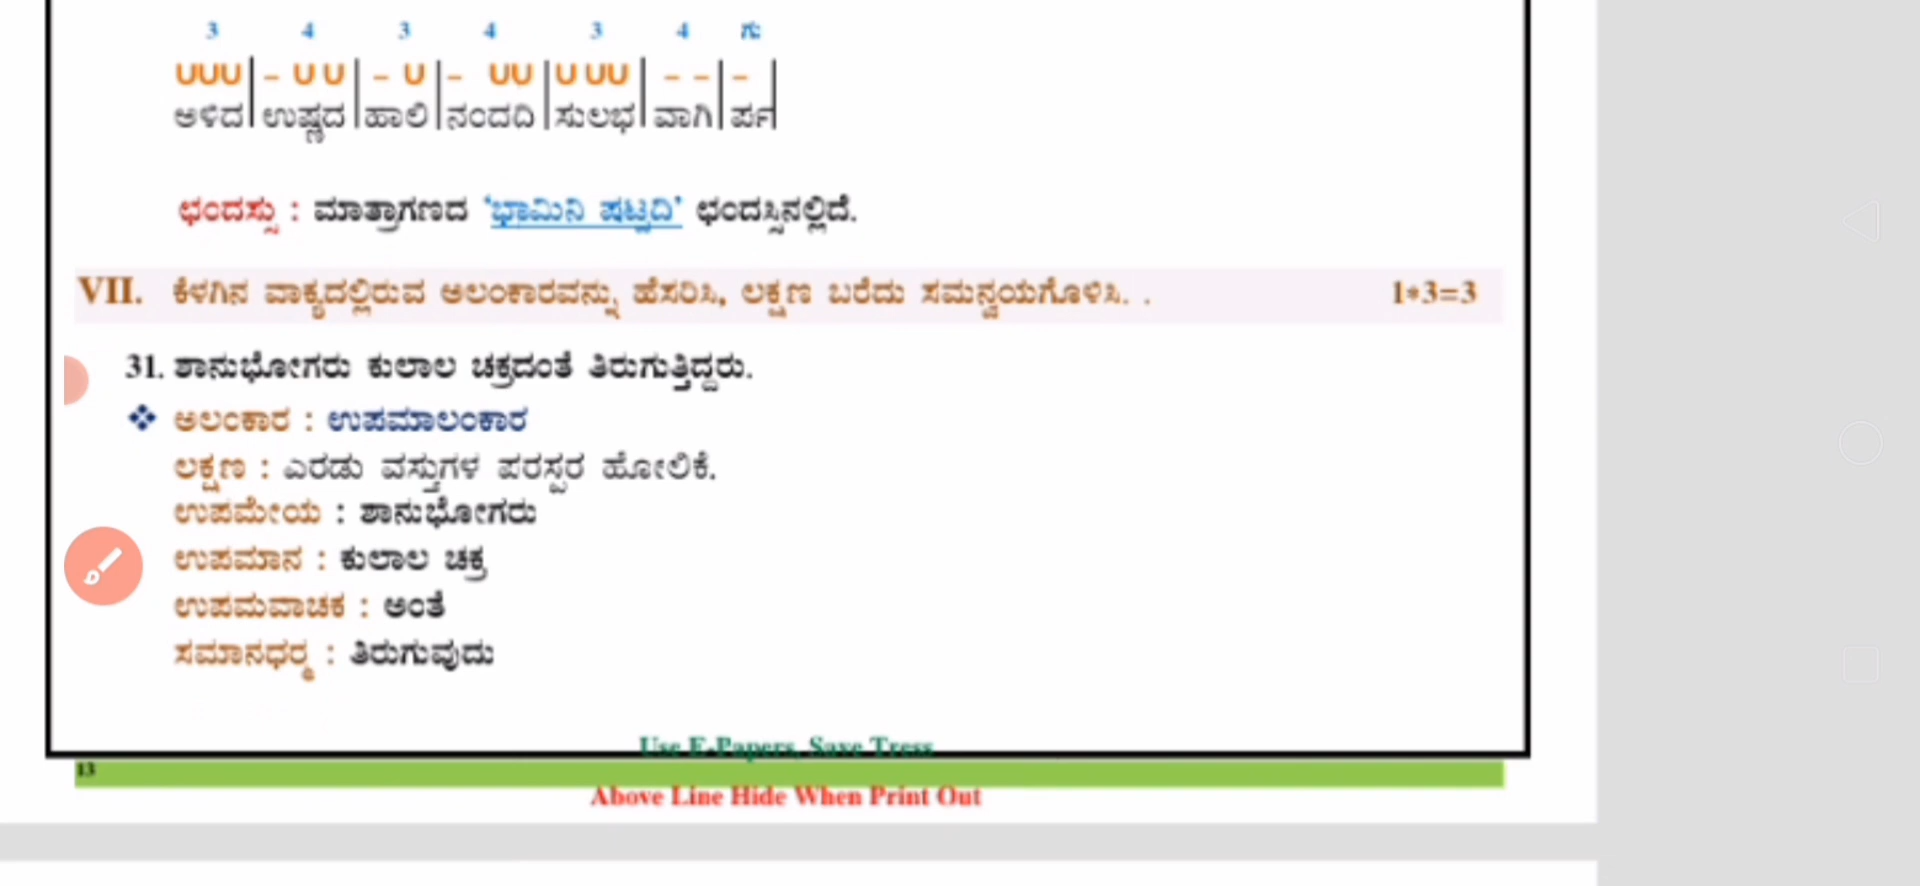 3 4 3 4 3 4 ಗು
UUU - U U - U - UU U UU - - -
ಅಳಿದ ಉಷ್ಣದ ಹಾಲಿ ನಂದದಿ ಸುಲಭ ವಾಗಿ
ಛಂದಸ್ಸು : ಮಾತ್ರಾಗಣದ 'ಭಾಮಿನಿ ಷಟ್ಪದಿ' ಛಂದಸ್ಸಿನಲ್ಲಿದೆ.
VII. ಕೆಳಗಿನ ವಾಕ್ಯದಲ್ಲಿರುವ ಅಲಂಕಾರವನ್ನು ಹೆಸರಿಸಿ, ಲಕ್ಷಣ ಬರೆದು ಸಮನ್ವಯಗೊಳಿಸಿ. . 1*3=3
31. ಶಾನುಭೋಗರು ಕುಲಾಲ ಚಕ್ರದಂತೆ ತಿರುಗುತ್ತಿದ್ದರು.
❖ ಅಲಂಕಾರ : ಉಪಮಾಲಂಕಾರ
ಲಕ್ಷಣ : ಎರಡು ವಸ್ತುಗಳ ಪರಸ್ಪರ ಹೋಲಿಕೆ.
ಉಪಮೇಯ : ಶಾನುಭೋಗರು
ಉಪಮಾನ : ಕುಲಾಲ ಚಕ್ರ
ಉಪಮವಾಚಕ : ಅಂತೆ
ಸಮಾನಧರ್ಮ : ತಿರುಗುವುದು
Use E-Papers, Save Tress
13
Above Line Hide When Print Out